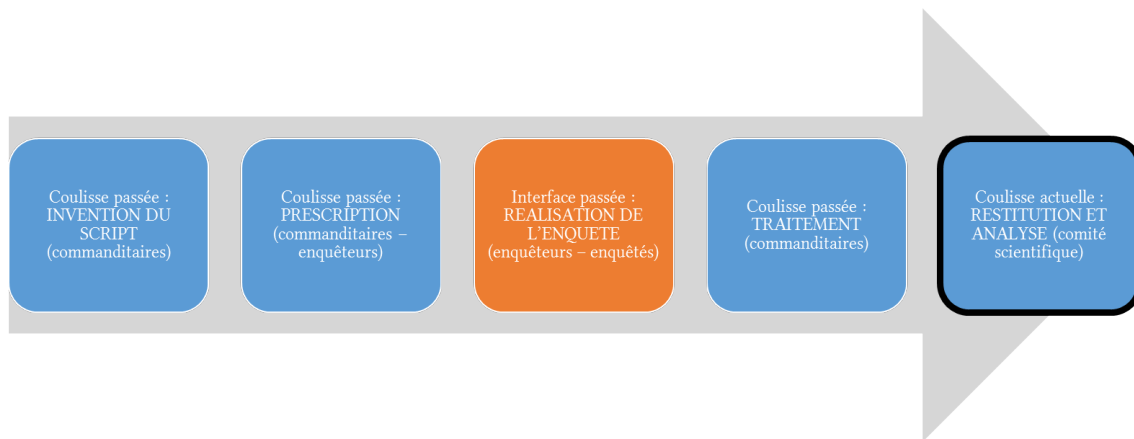 Coulisse passée :
INVENTION DU
SCRIPT
(commanditaires)
Coulisse passée :
PRESCRIPTION
(commanditaires –
enquêteurs)
Interface passée :
REALISATION DE
L'ENQUETE
(enquêteurs – enquêtés)
Coulisse passée :
TRAITEMENT
(commanditaires)
Coulisse actuelle :
RESTITUTION ET
ANALYSE (comité
scientifique)